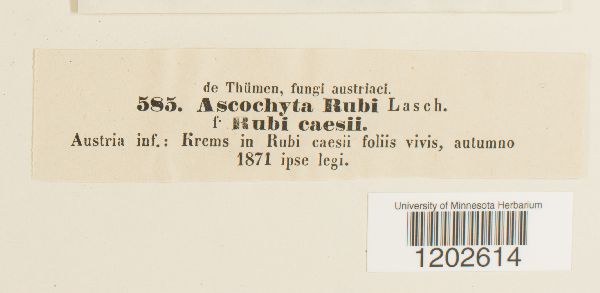 de Thümen, fungi austriaci.
585. Ascochyta Rubi Lasch.
f. Rubi caesii.
Austria inf.: Krems in Rubi caesii foliis vivis, autumno
1871 ipse legi.
University of Minnesota Herbarium
1202614